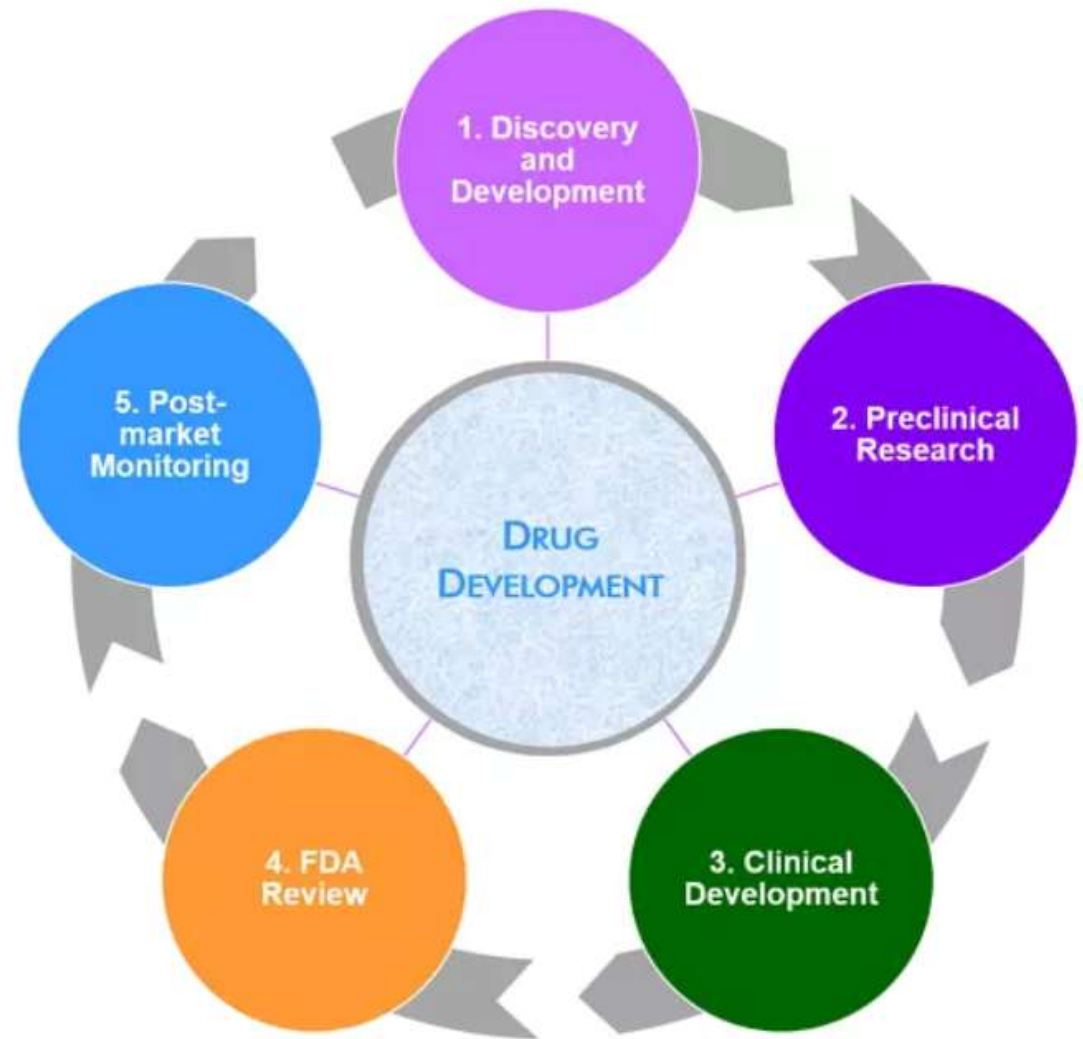 1. Discovery
and
Development
2. Preclinical
Research
3. Clinical
Development
4. FDA
Review
5. Post-
market
Monitoring
DRUG
DEVELOPMENT